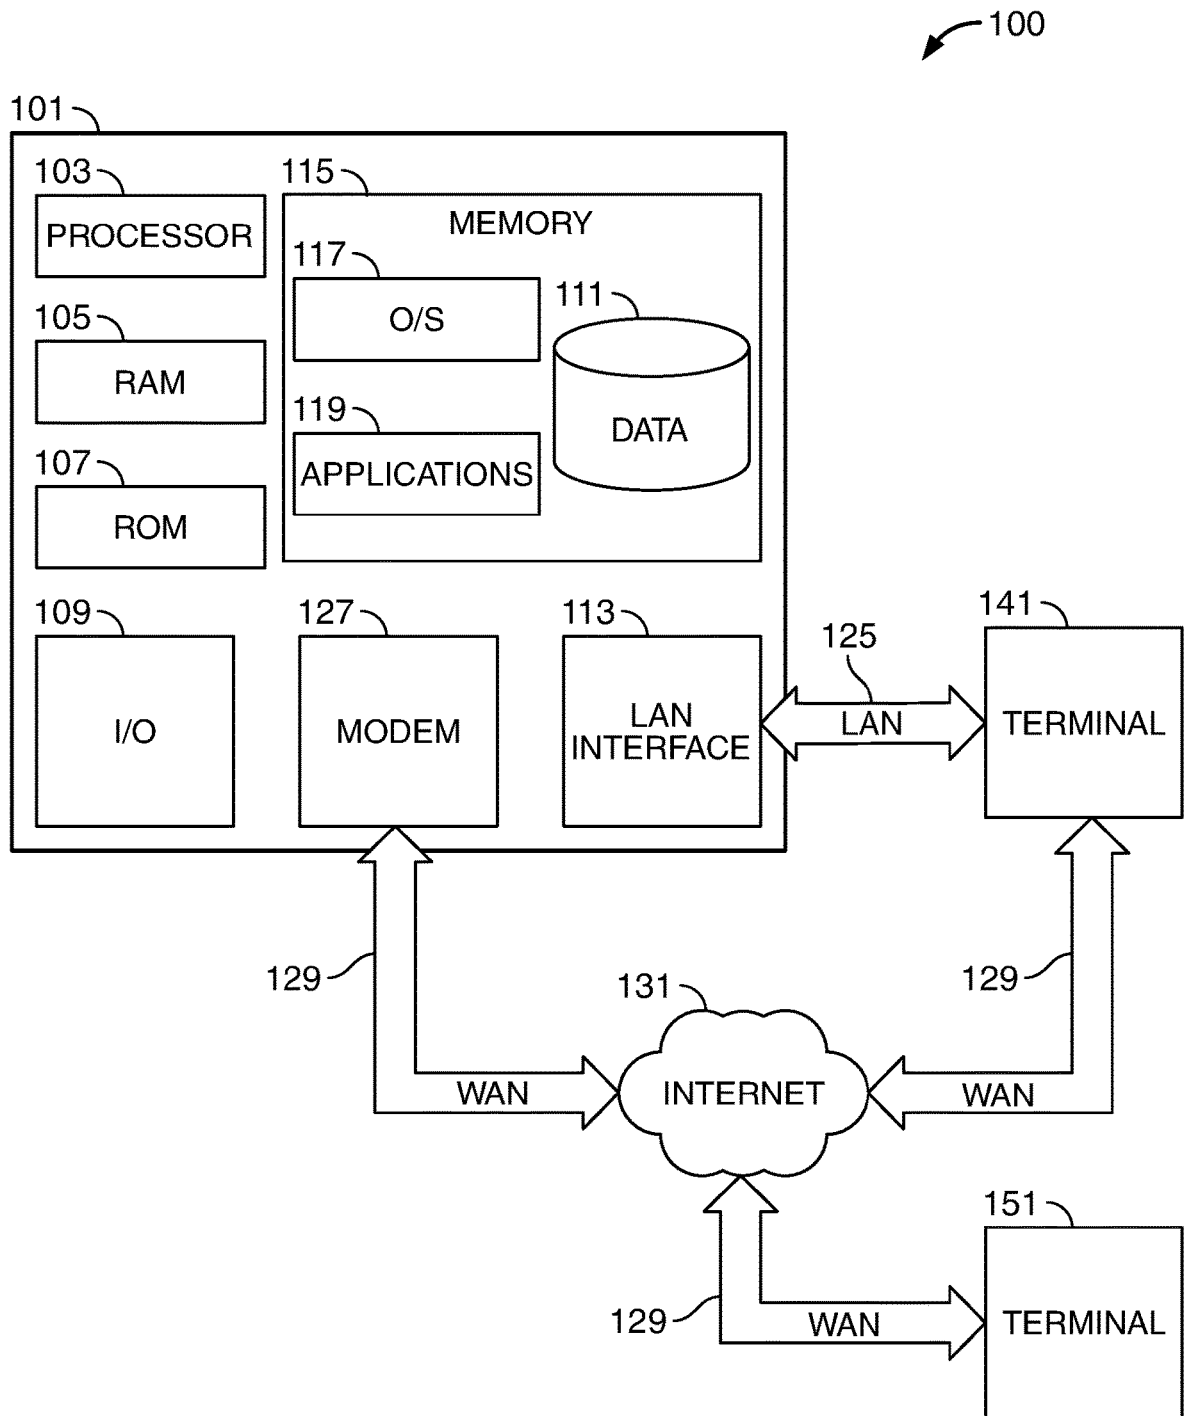 100
101
103
PROCESSOR
115
MEMORY
117
O/S
111
DATA
105
RAM
119
APPLICATIONS
107
ROM
109
I/O
127
MODEM
113
LAN
INTERFACE
125
LAN
141
TERMINAL
129
WAN
131
INTERNET
129
WAN
129
WAN
151
TERMINAL